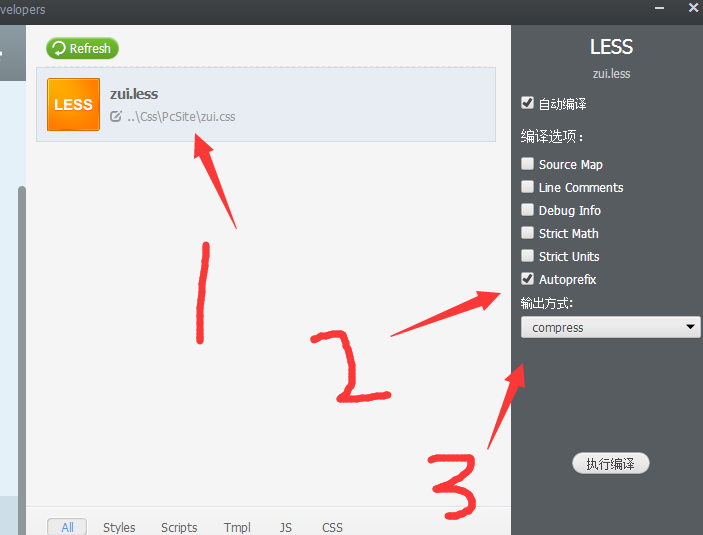 velopers
Refresh
LESS
zui.less
..\Css\PcSite\zui.css
1
2
3
All Styles Scripts Tmpl JS CSS
LESS
zui.less
自动编译
编译选项：
Source Map
Line Comments
Debug Info
Strict Math
Strict Units
Autoprefix
输出方式:
compress
执行编译